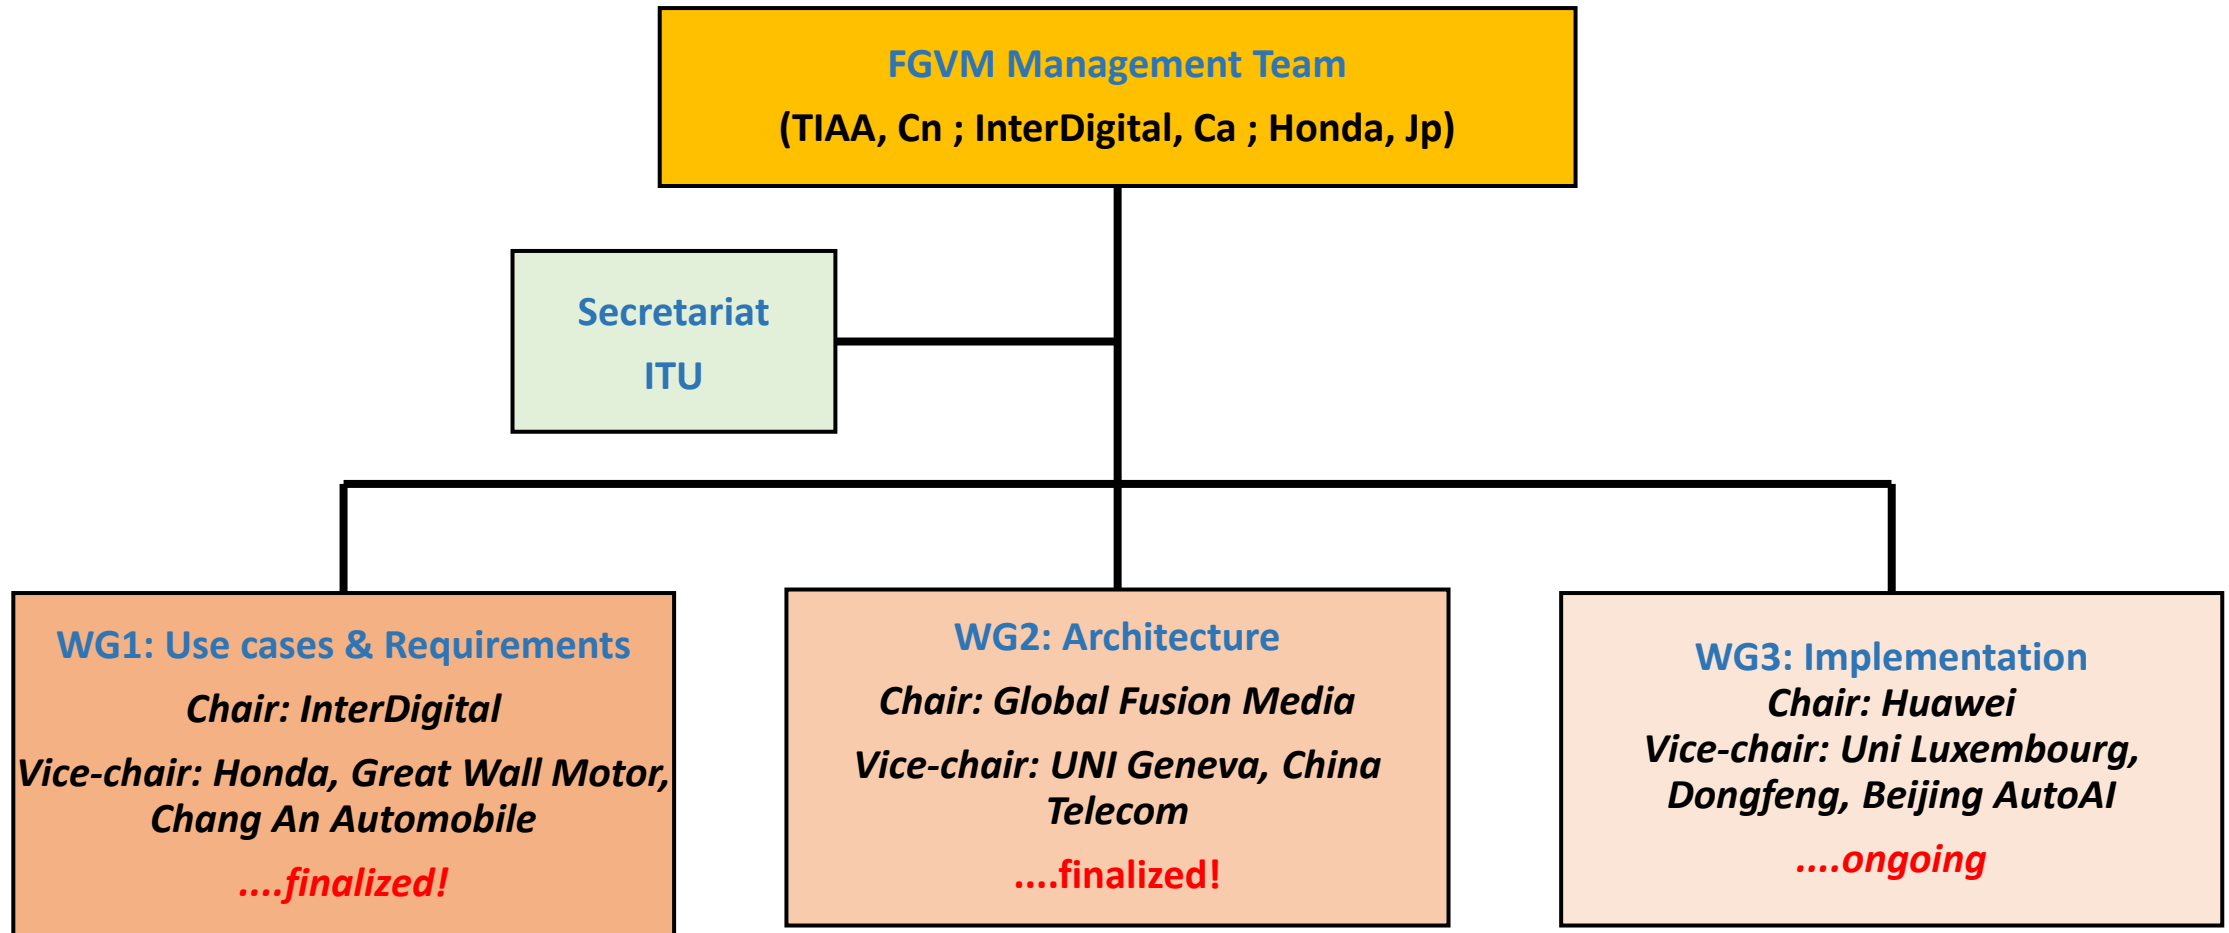 FGVM Management Team
(TIAA, Cn ; InterDigital, Ca ; Honda, Jp)
Secretariat
ITU
WG1: Use cases & Requirements
Chair: InterDigital
Vice-chair: Honda, Great Wall Motor,
Chang An Automobile
....finalized!
WG2: Architecture
Chair: Global Fusion Media
Vice-chair: UNI Geneva, China
Telecom
....finalized!
WG3: Implementation
Chair: Huawei
Vice-chair: Uni Luxembourg,
Dongfeng, Beijing AutoAI
....ongoing